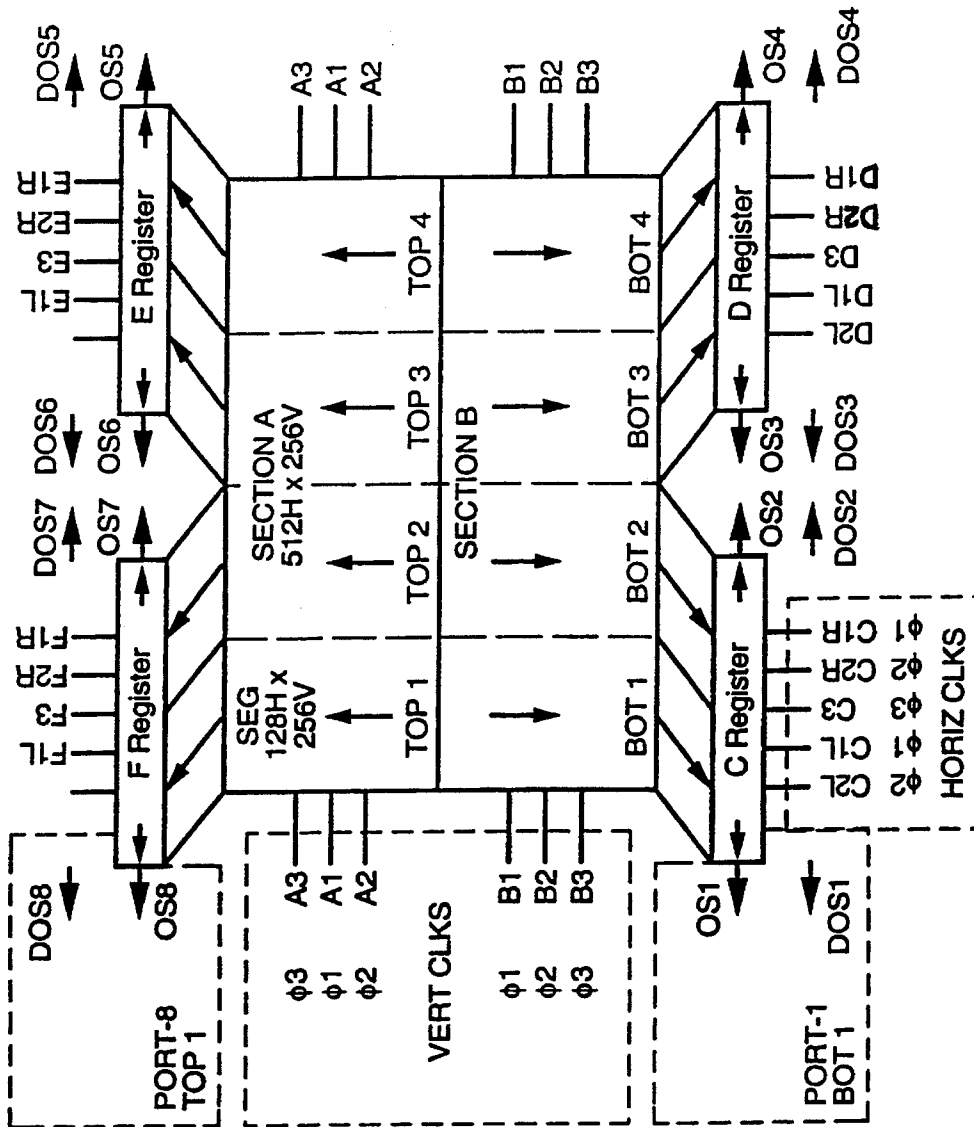 DOS8
OS8
PORT-8
TOP 1
F Register
F1L
F3
F2R
F1R
DOS7
OS7
DOS6
OS6
E Register
E1L
E3
E2R
E1R
DOS5
OS5
VERT CLKS
ϕ3 A3
ϕ1 A1
ϕ2 A2
ϕ1 B1
ϕ2 B2
ϕ3 B3
SEG
128H x
256V
SECTION A
512H x 256V
TOP 1
TOP 2
TOP 3
TOP 4
SECTION B
BOT 1
BOT 2
BOT 3
BOT 4
A3
A1
A2
B1
B2
B3
OS1
DOS1
PORT-1
BOT 1
C Register
C2L C1L C3 C2R C1R
ϕ2 ϕ1 ϕ3 ϕ2 ϕ1
HORIZ CLKS
OS2
DOS2
OS3
DOS3
D Register
D2L
D1L
D3
D2R
D1R
OS4
DOS4